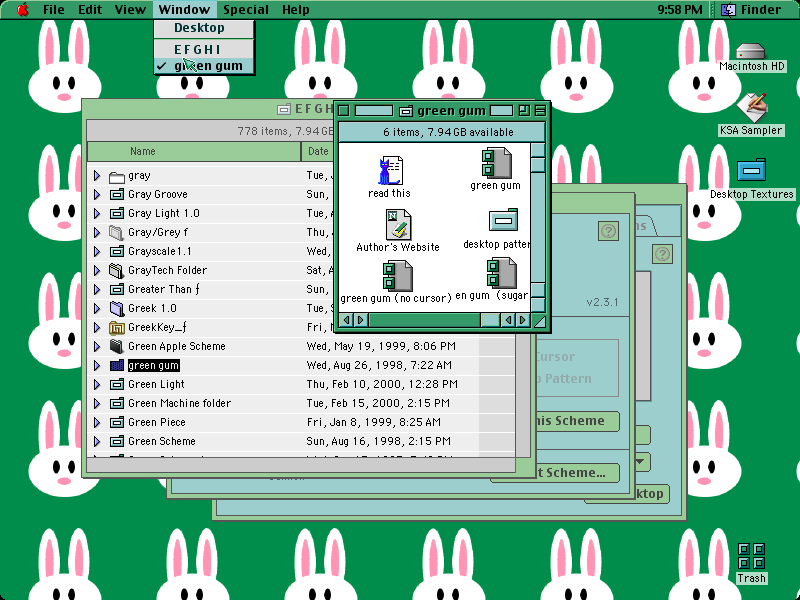 File Edit View Window Special Help 9:58 PM Finder
Desktop
E F G H I
✓ green gum
Macintosh HD
KSA Sampler
Desktop Textures
Trash
E F G H
778 items, 7.94 GB
Name Date
gray Tue,
Gray Groove Sun,
Gray Light 1.0 Tue,
Gray/Grey f Thu,
Grayscale1.1 Wed,
GrayTech Folder Sat,
Greater Than ƒ Sun,
Greek 1.0 Tue,
GreekKey_ƒ Fri,
Green Apple Scheme Wed, May 19, 1999, 8:06 PM
green gum Wed, Aug 26, 1998, 7:22 AM
Green Light Thu, Feb 10, 2000, 12:28 PM
Green Machine folder Tue, Feb 15, 2000, 2:15 PM
Green Piece Fri, Jan 8, 1999, 8:25 AM
Green Scheme Sun, Aug 16, 1998, 2:15 PM
green gum
6 items, 7.94 GB available
read this
green gum
Author's Website
desktop patter
green gum (no cursor)
en gum (sugar
v2.3.1
Cursor
Pattern
his Scheme
t Scheme...
ktop